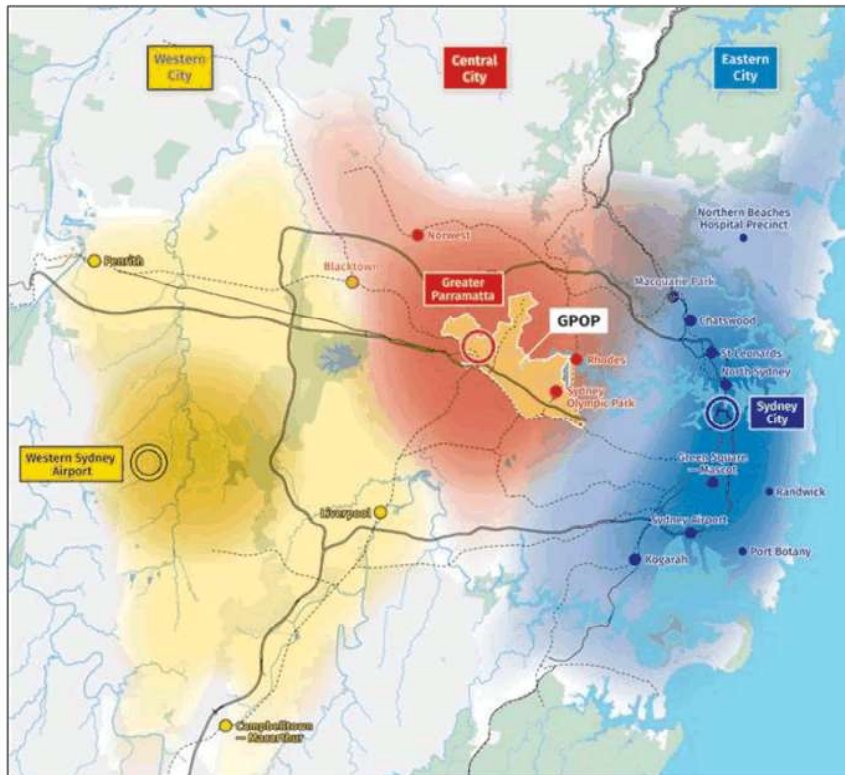 Western
City
Central
City
Eastern
City
Northern Beaches
Hospital Precinct
Norwest
Penrith
Blacktown
Greater
Parramatta
Macquarie Park
GPOP
Chatswood
St Leonards
Rhodes
North Sydney
Sydney
Olympic Park
Sydney
City
Western Sydney
Airport
Green Square
—Mascot
Randwick
Liverpool
Sydney Airport
Kogarah
Port Botany
Campbelltown
— Macarthur